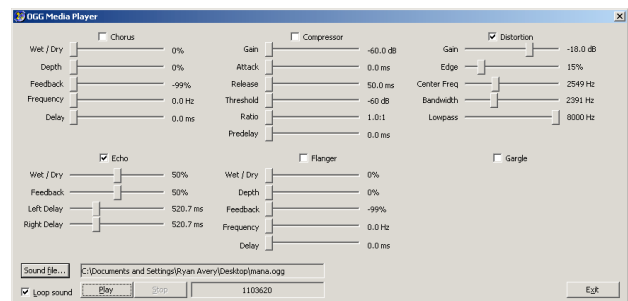 OGG Media Player
Chorus
Wet / Dry 0%
Depth 0%
Feedback -99%
Frequency 0.0 Hz
Delay 0.0 ms
Compressor
Gain -60.0 dB
Attack 0.0 ms
Release 50.0 ms
Threshold -60 dB
Ratio 1.0:1
Predelay 0.0 ms
Distortion
Gain -18.0 dB
Edge 15%
Center Freq 2549 Hz
Bandwidth 2391 Hz
Lowpass 8000 Hz
Echo
Wet / Dry 50%
Feedback 50%
Left Delay 520.7 ms
Right Delay 520.7 ms
Flanger
Wet / Dry 0%
Depth 0%
Feedback -99%
Frequency 0.0 Hz
Delay 0.0 ms
Gargle
Sound file... C:\Documents and Settings\Ryan Avery\Desktop\mana.ogg
Loop sound Play Stop 1103620 Exit